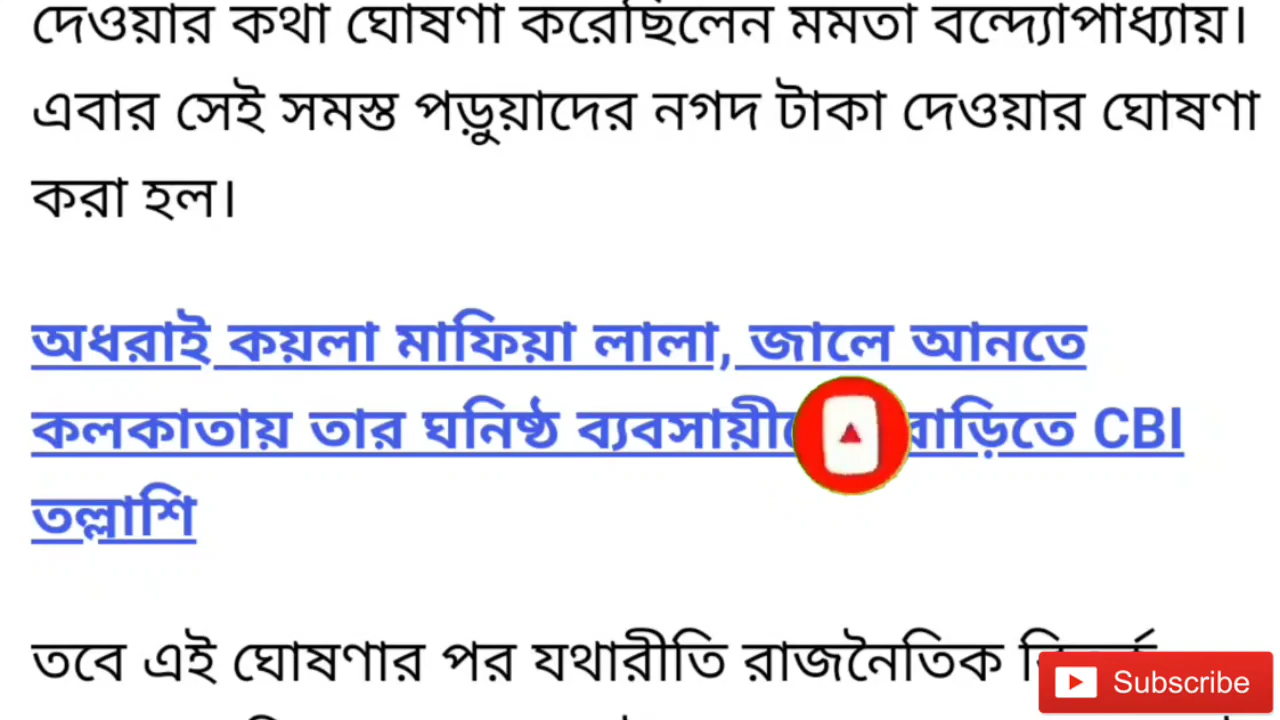 দেওয়ার কথা ঘোষণা করেছিলেন মমতা বন্দ্যোপাধ্যায়।
এবার সেই সমস্ত পড়ুয়াদের নগদ টাকা দেওয়ার ঘোষণা
করা হল।
অধরাই কয়লা মাফিয়া লালা, জালে আনতে
কলকাতায় তার ঘনিষ্ঠ বাড়িতে CBI
তল্লাশি
তবে এই ঘোষণার পর যথারীতি রাজনৈতিক
Subscribe